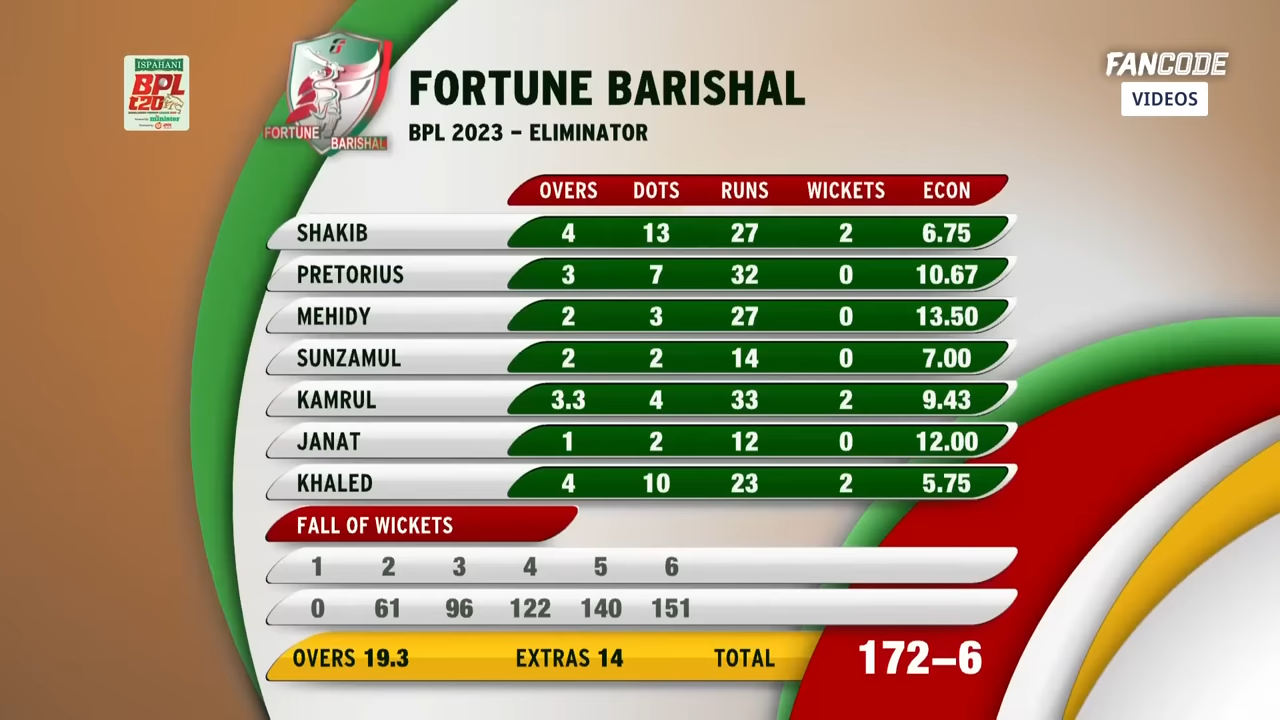 ISPAHANI
BPL
T20
minister
FORTUNE
BARISHAL
FORTUNE BARISHAL
BPL 2023 – ELIMINATOR
FANCODE
VIDEOS
OVERS DOTS RUNS WICKETS ECON
SHAKIB 4 13 27 2 6.75
PRETORIUS 3 7 32 0 10.67
MEHIDY 2 3 27 0 13.50
SUNZAMUL 2 2 14 0 7.00
KAMRUL 3.3 4 33 2 9.43
JANAT 1 2 12 0 12.00
KHALED 4 10 23 2 5.75
FALL OF WICKETS
1 2 3 4 5 6
0 61 96 122 140 151
OVERS 19.3 EXTRAS 14 TOTAL 172–6